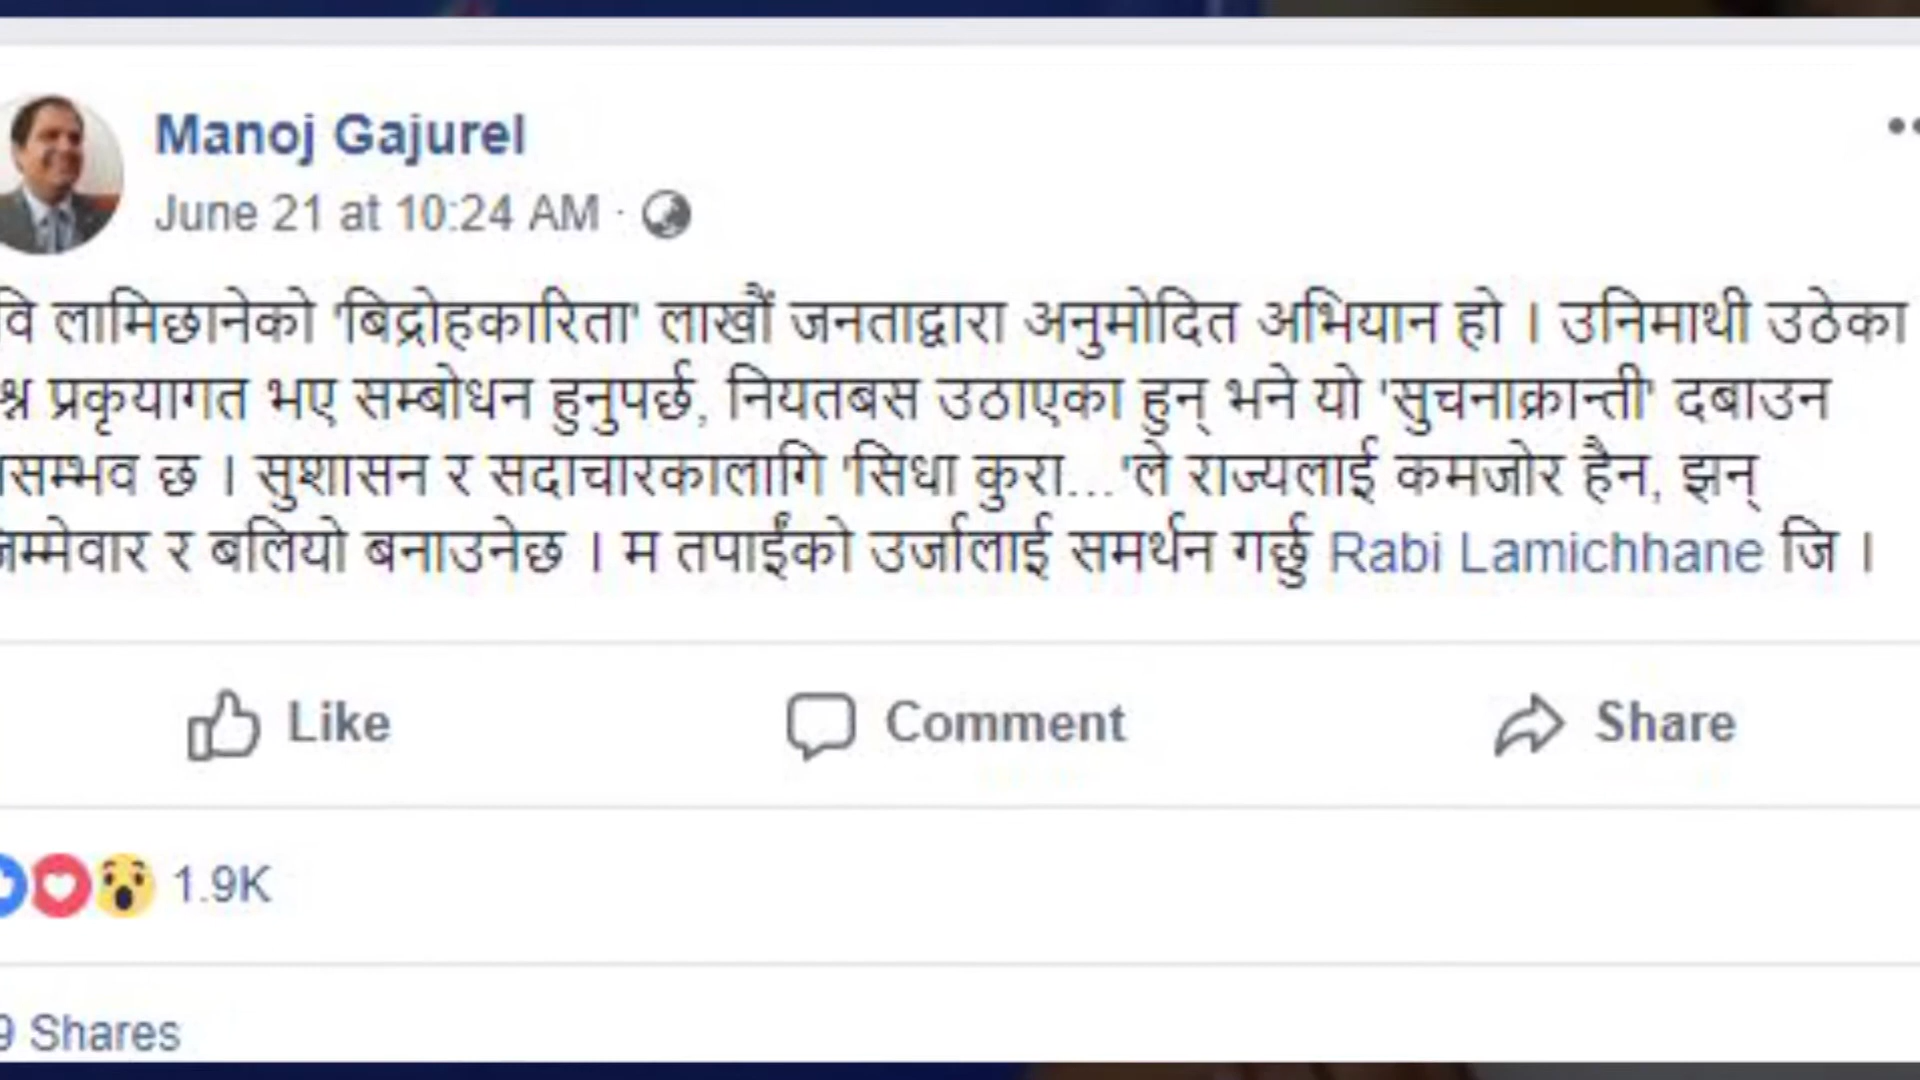 Manoj Gajurel
June 21 at 10:24 AM ·
लामिछानेको 'बिद्रोहकारिता' लाखौं जनताद्वारा अनुमोदित अभियान हो । उनिमाथी उठेका
प्रकृयागत भए सम्बोधन हुनुपर्छ, नियतबस उठाएका हुन् भने यो 'सुचनाक्रान्ती' दबाउन
छ । सुशासन र सदाचारकालागि 'सिधा कुरा... 'ले राज्यलाई कमजोर हैन, झन्
र बलियो बनाउनेछ । म तपाईंको उर्जालाई समर्थन गर्छु Rabi Lamichhane जि ।
Like Comment Share
1.9K
9 Shares